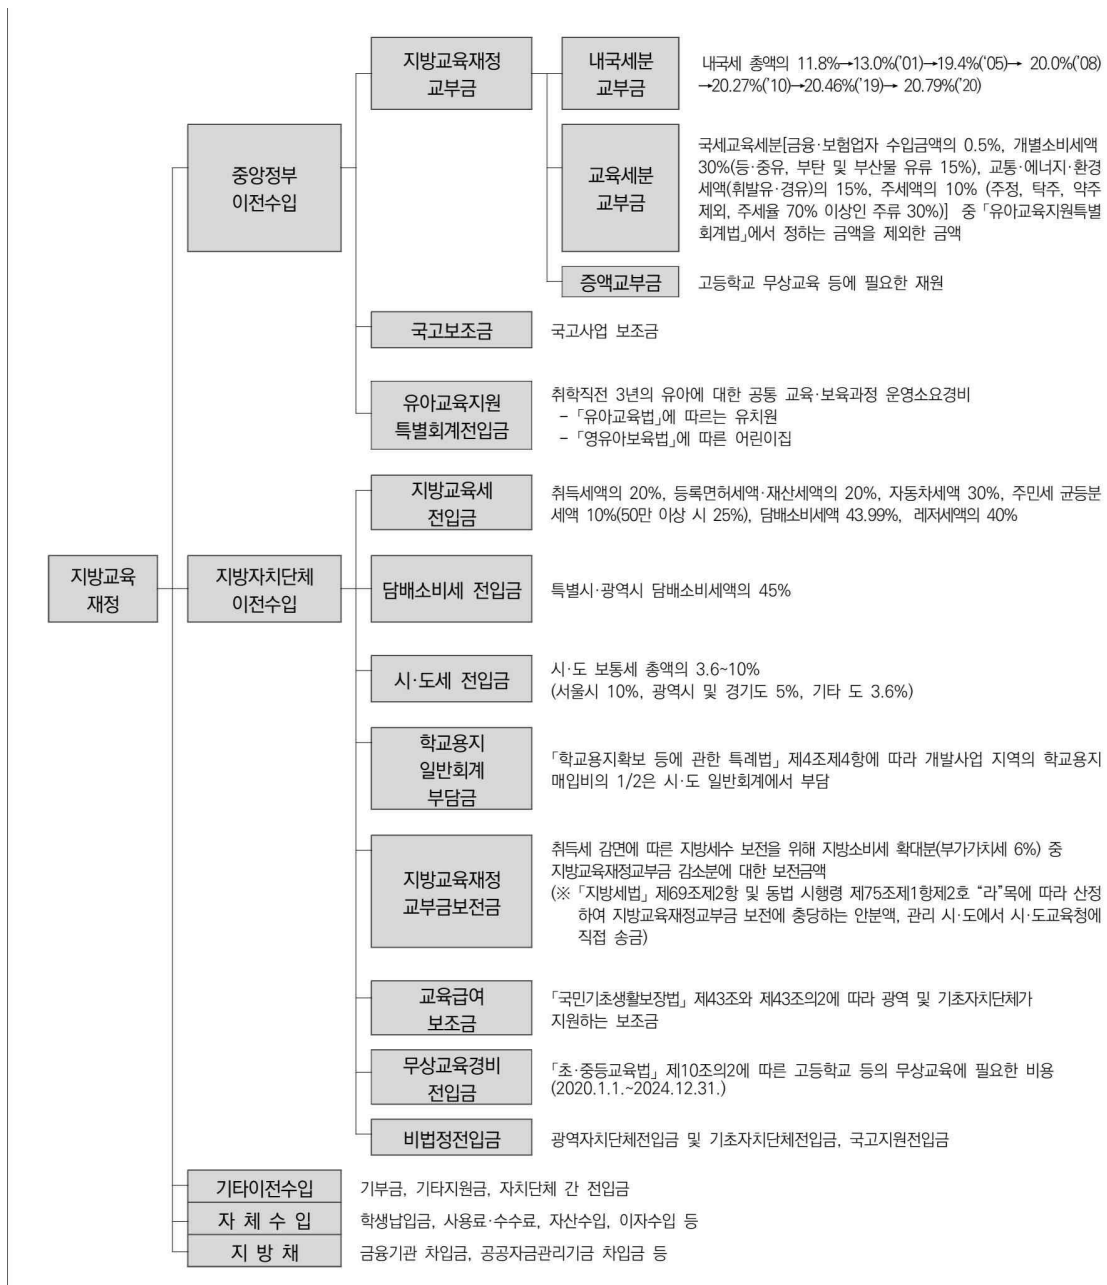 지방교육재정
교부금
내국세분
교부금
내국세 총액의 11.8%→13.0%('01)→19.4%('05)→ 20.0%('08)
→20.27%('10)→20.46%('19)→ 20.79%('20)
중앙정부
이전수입
교육세분
교부금
국세교육세분[금융·보험업자 수입금액의 0.5%, 개별소비세액
30%(등·중유, 부탄 및 부산물 유류 15%), 교통·에너지·환경
세액(휘발유·경유)의 15%, 주세액의 10% (주정, 탁주, 약주
제외, 주세율 70% 이상인 주류 30%)] 중 「유아교육지원특별
회계법」에서 정하는 금액을 제외한 금액
증액교부금
고등학교 무상교육 등에 필요한 재원
국고보조금
국고사업 보조금
유아교육지원
특별회계전입금
취학직전 3년의 유아에 대한 공통 교육·보육과정 운영소요경비
- 「유아교육법」에 따르는 유치원
- 「영유아보육법」에 따른 어린이집
지방교육
재정
지방자치단체
이전수입
지방교육세
전입금
취득세액의 20%, 등록면허세액·재산세액의 20%, 자동차세액 30%, 주민세 균등분
세액 10%(50만 이상 시 25%), 담배소비세액 43.99%, 레저세액의 40%
담배소비세 전입금
특별시·광역시 담배소비세액의 45%
시·도세 전입금
시·도 보통세 총액의 3.6~10%
(서울시 10%, 광역시 및 경기도 5%, 기타 도 3.6%)
학교용지
일반회계
부담금
「학교용지확보 등에 관한 특례법」 제4조제4항에 따라 개발사업 지역의 학교용지
매입비의 1/2은 시·도 일반회계에서 부담
지방교육재정
교부금보전금
취득세 감면에 따른 지방세수 보전을 위해 지방소비세 확대분(부가가치세 6%) 중
지방교육재정교부금 감소분에 대한 보전금액
(※ 「지방세법」 제69조제2항 및 동법 시행령 제75조제1항제2호 "라"목에 따라 산정
하여 지방교육재정교부금 보전에 충당하는 안분액, 관리 시·도에서 시·도교육청에
직접 송금)
교육급여
보조금
「국민기초생활보장법」 제43조와 제43조의2에 따라 광역 및 기초자치단체가
지원하는 보조금
무상교육경비
전입금
「초·중등교육법」 제10조의2에 따른 고등학교 등의 무상교육에 필요한 비용
(2020.1.1.~2024.12.31.)
비법정전입금
광역자치단체전입금 및 기초자치단체전입금, 국고지원전입금
기타이전수입
기부금, 기타지원금, 자치단체 간 전입금
자 체 수 입
학생납입금, 사용료·수수료, 자산수입, 이자수입 등
지 방 채
금융기관 차입금, 공공자금관리기금 차입금 등